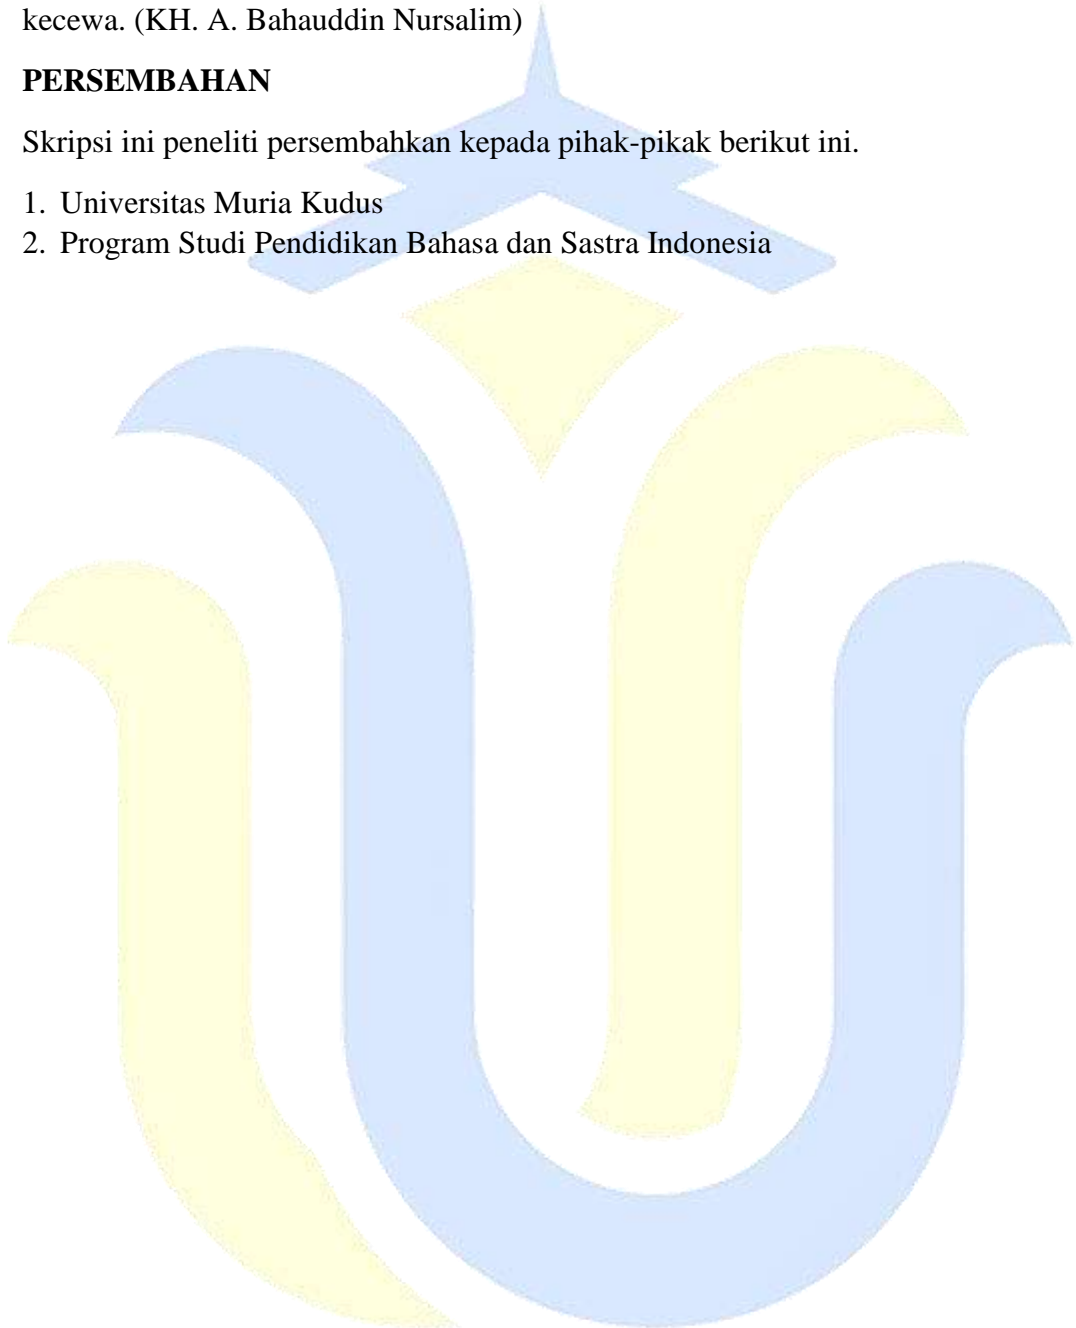 kecewa. (KH. A. Bahauddin Nursalim)
PERSEMBAHAN
Skripsi ini peneliti persembahkan kepada pihak-pikak berikut ini.
1. Universitas Muria Kudus
2. Program Studi Pendidikan Bahasa dan Sastra Indonesia